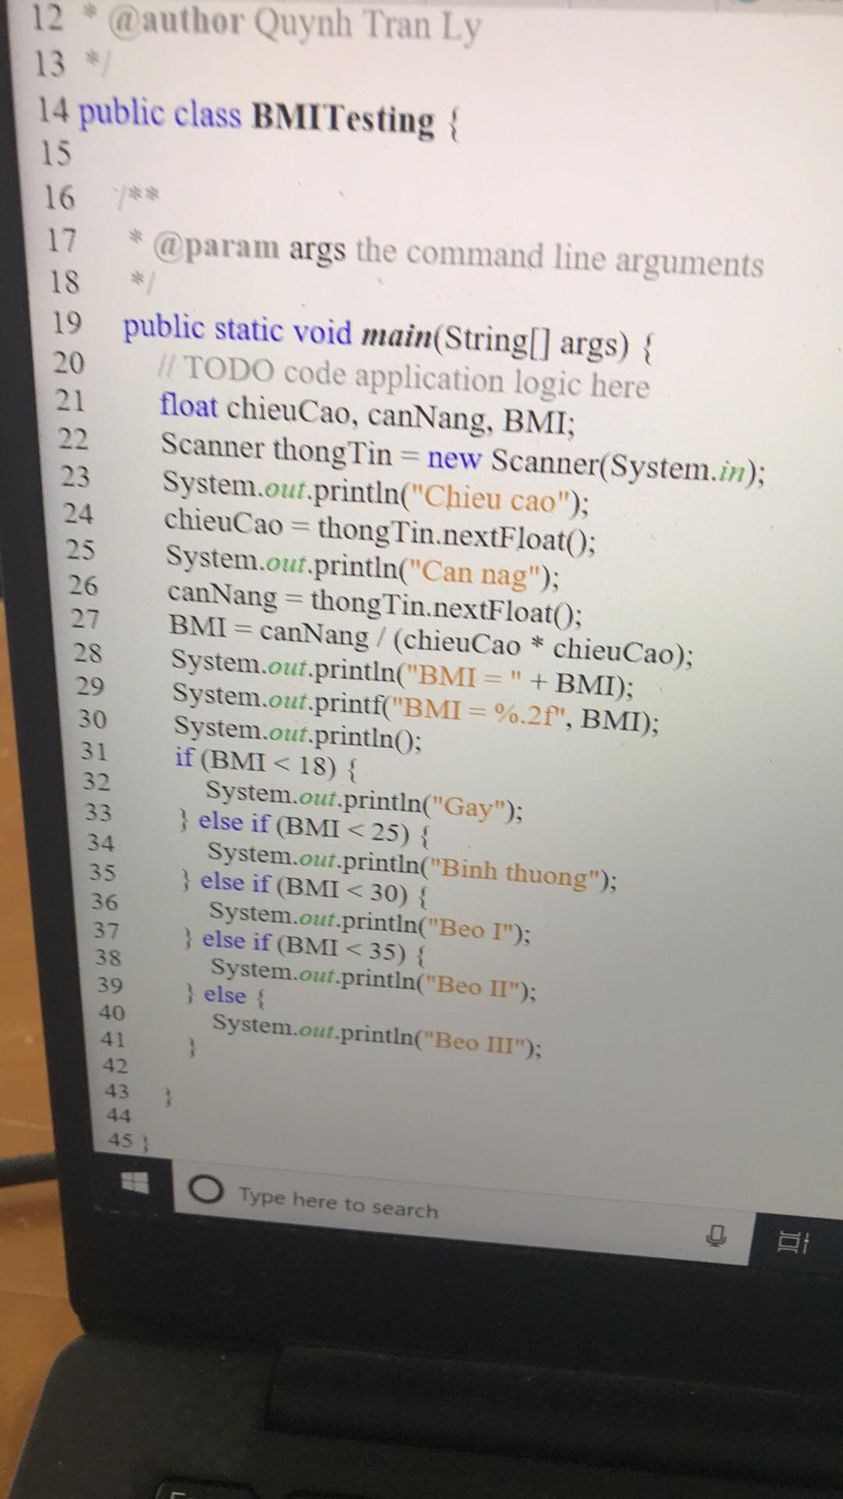 12 * @author Quynh Tran Ly
13 */
14 public class BMITesting {
15
16 /**
17 * @param args the command line arguments
18 */
19 public static void main(String[] args) {
20 // TODO code application logic here
21 float chieuCao, canNang, BMI;
22 Scanner thongTin = new Scanner(System.in);
23 System.out.println("Chieu cao");
24 chieuCao = thongTin.nextFloat();
25 System.out.println("Can nag");
26 canNang = thongTin.nextFloat();
27 BMI = canNang / (chieuCao * chieuCao);
28 System.out.println("BMI = " + BMI);
29 System.out.printf("BMI = %.2f", BMI);
30 System.out.println();
31 if (BMI < 18) {
32 System.out.println("Gay");
33 } else if (BMI < 25) {
34 System.out.println("Binh thuong");
35 } else if (BMI < 30) {
36 System.out.println("Beo I");
37 } else if (BMI < 35) {
38 System.out.println("Beo II");
39 } else {
40 System.out.println("Beo III");
41 }
42
43 }
44
45 }
Type here to search